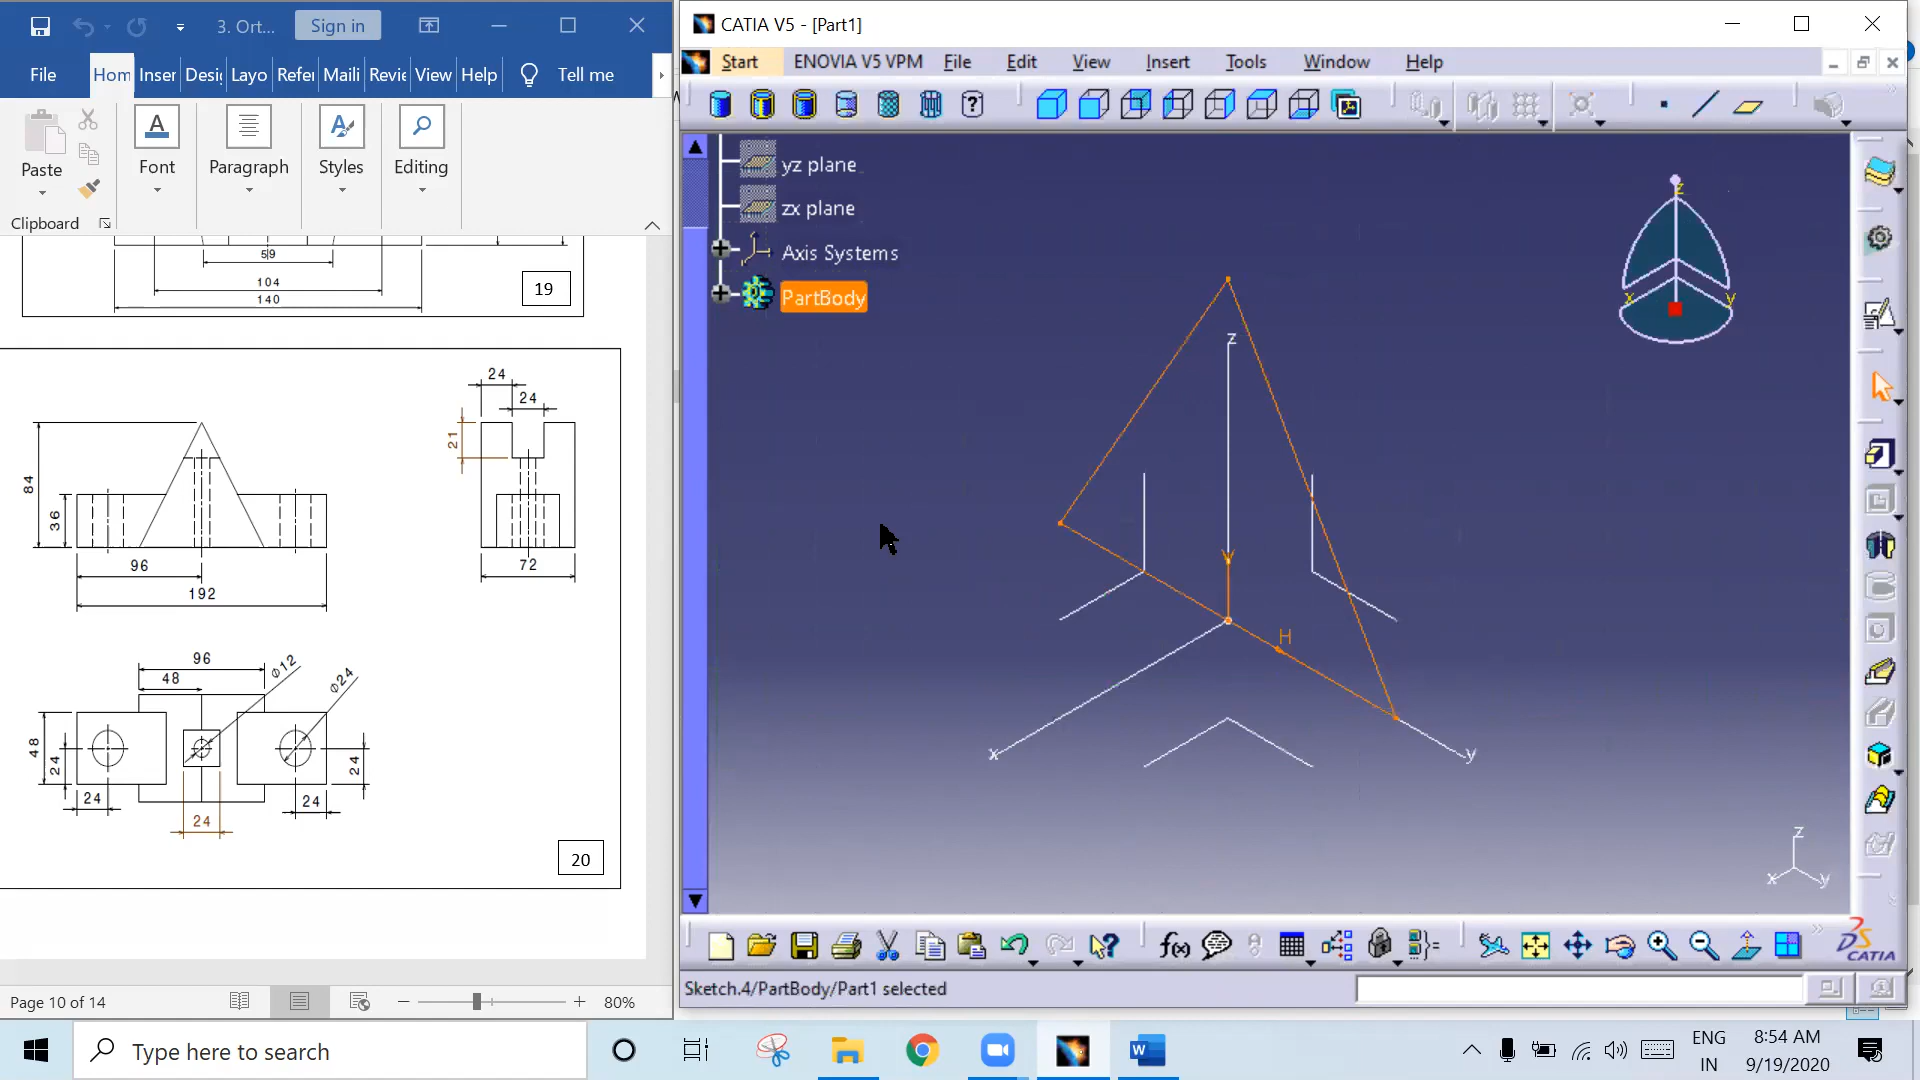 3. Ort...
Sign in
File
Hom
Inser
Desi
Layo
Refer
Maili
Revie
View
Help
Tell me
Paste
Font
Paragraph
Styles
Editing
Clipboard
59
104
140
19
84
36
96
192
24
24
21
72
96
48
Φ12
Φ24
48
24
24
24
24
24
20
Page 10 of 14
80%
CATIA V5 - [Part1]
Start
ENOVIA V5 VPM
File
Edit
View
Insert
Tools
Window
Help
yz plane
zx plane
Axis Systems
PartBody
z
x
y
z
V
H
x
y
z
x
y
f(x)
DS
CATIA
Sketch.4/PartBody/Part1 selected
Type here to search
ENG
IN
8:54 AM
9/19/2020